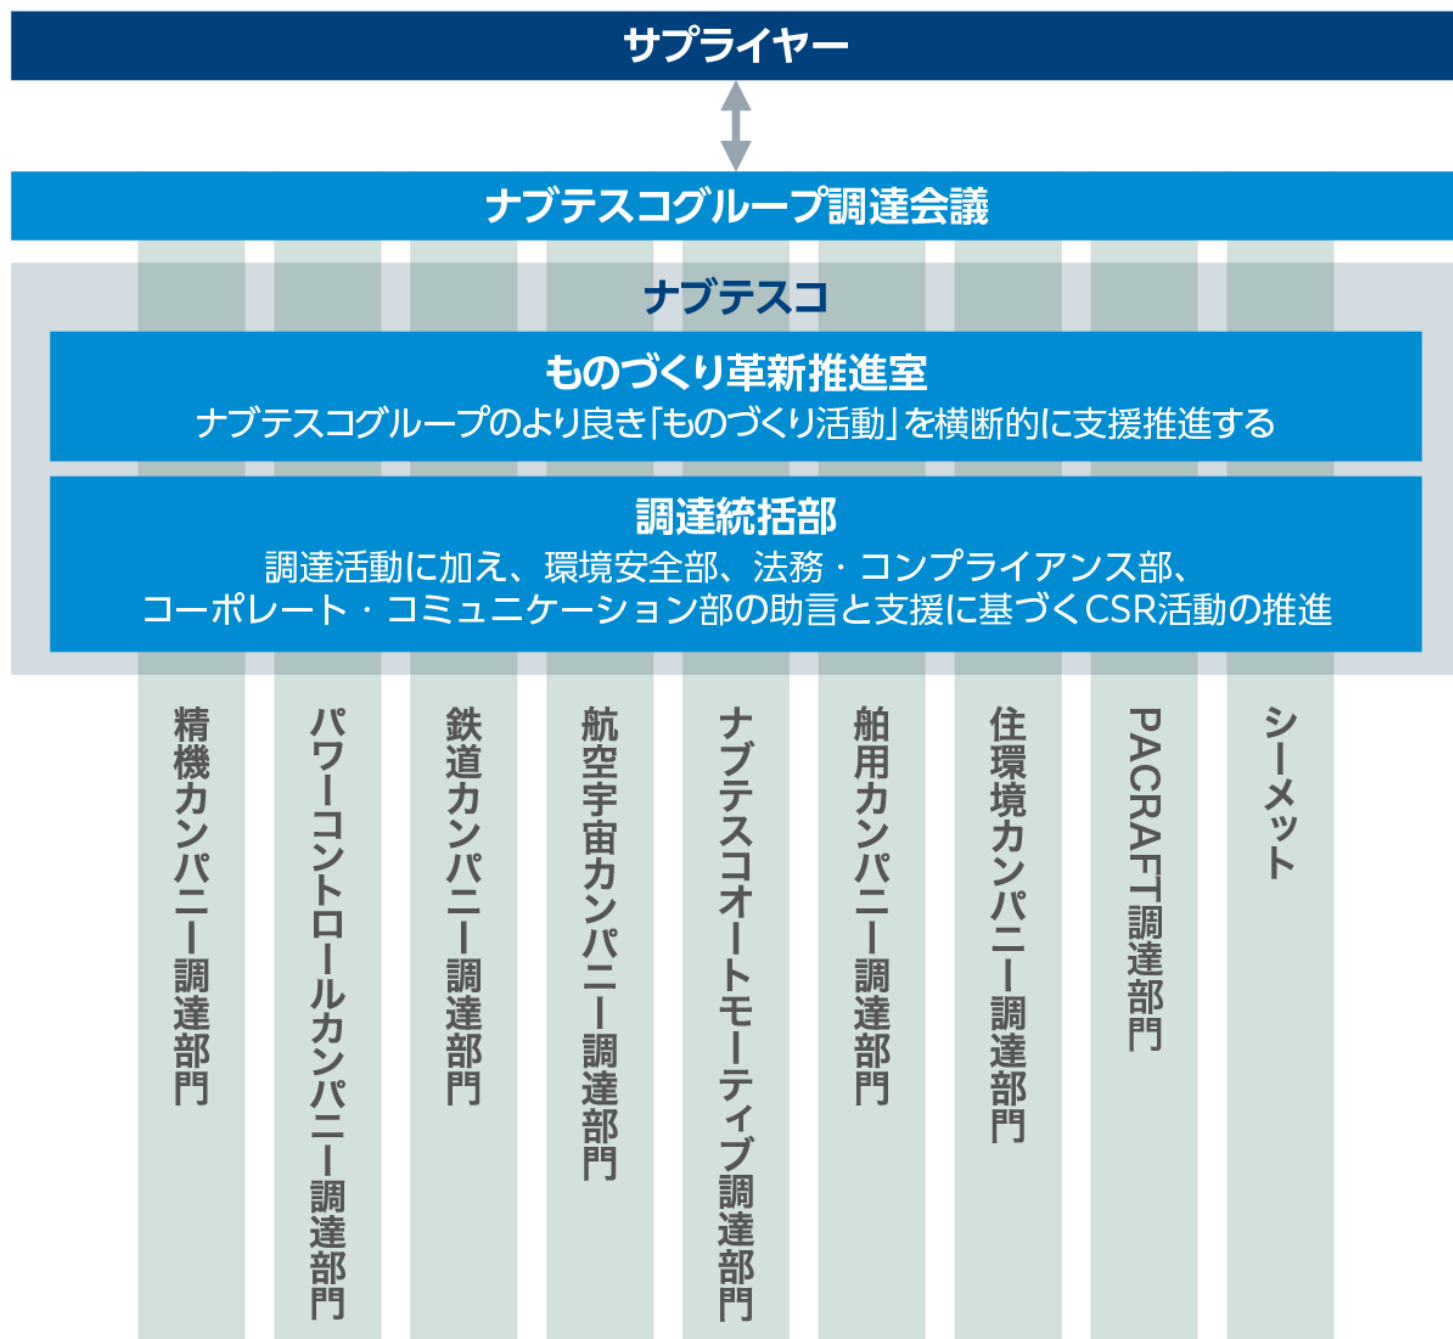 サプライヤー
ナブテスコグループ調達会議
ナブテスコ
ものづくり革新推進室
ナブテスコグループのより良き「ものづくり活動」を横断的に支援推進する
調達統括部
調達活動に加え、環境安全部、法務・コンプライアンス部、
コーポレート・コミュニケーション部の助言と支援に基づくCSR活動の推進
精機カンパニー調達部門
パワーコントロールカンパニー調達部門
鉄道カンパニー調達部門
航空宇宙カンパニー調達部門
ナブテスコオートモーティブ調達部門
舶用カンパニー調達部門
住環境カンパニー調達部門
PACRAFT調達部門
シーメット